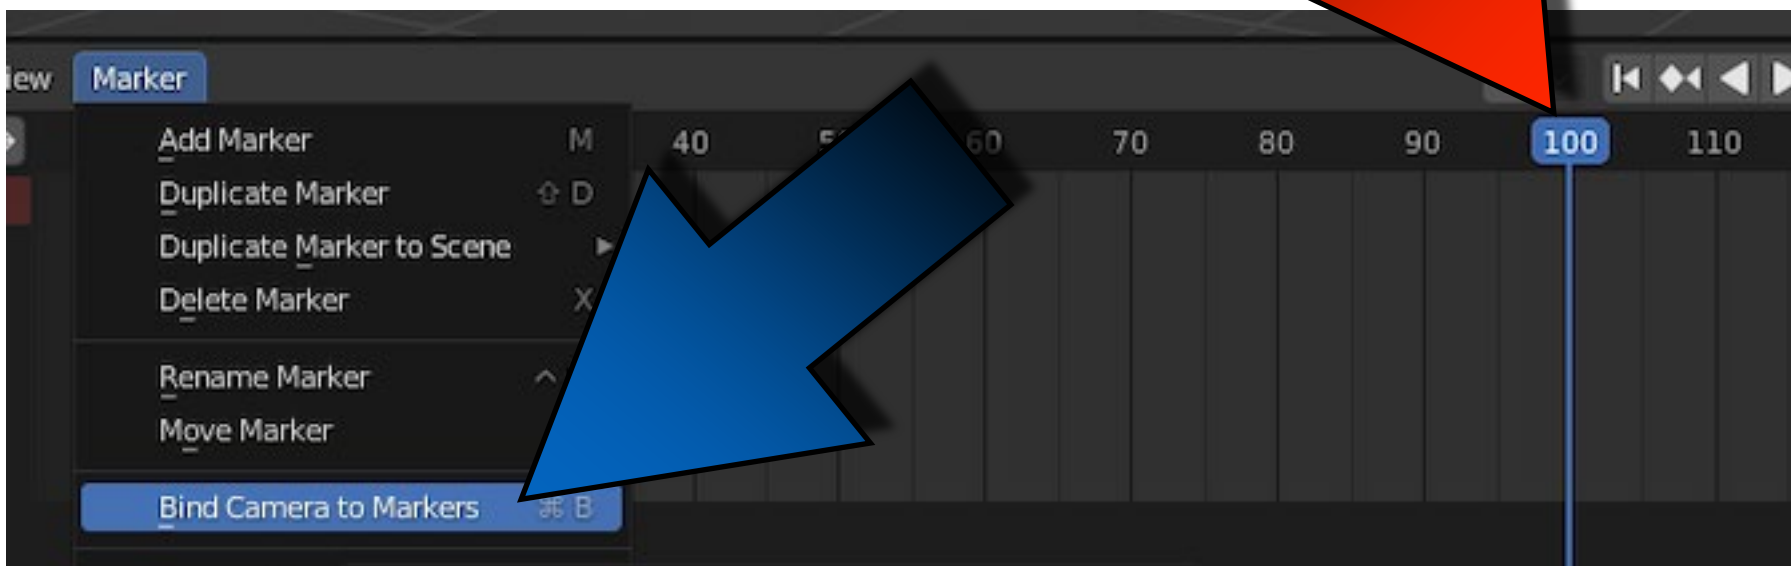 iew Marker
40 60 70 80 90 100 110
Add Marker M
Duplicate Marker ⇧ D
Duplicate Marker to Scene ▶
Delete Marker X
Rename Marker ^
Move Marker
Bind Camera to Markers ⌘ B